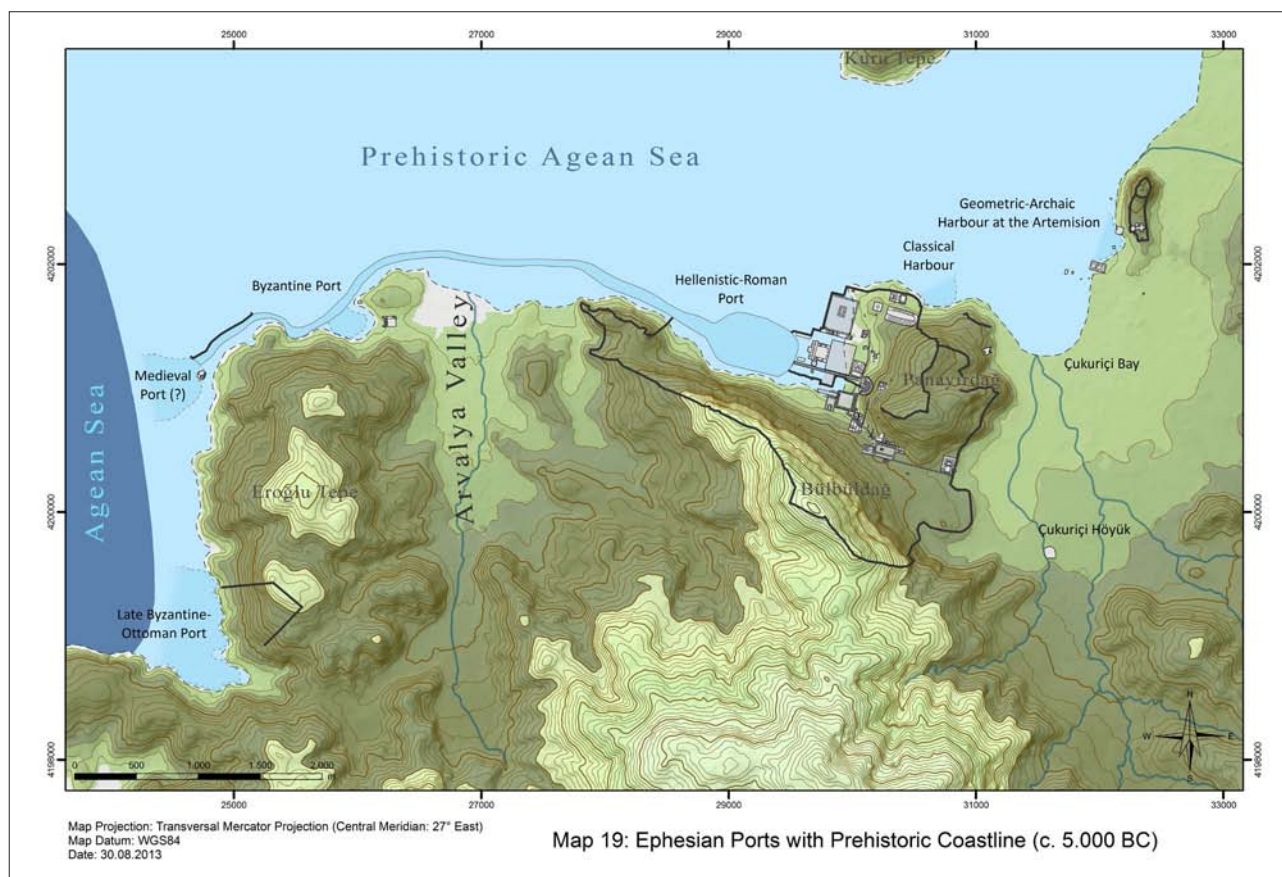 25000 27000 29000 31000 33000
Kuru Tepe
Prehistoric Agean Sea
Geometric-Archaic
Harbour at the Artemision
Classical
Harbour
4202000 4202000
Byzantine Port
Hellenistic-Roman
Port
Medieval
Port (?)
Arvalya Valley
Panayırdağ
Çukuriçi Bay
Agean Sea
Eroğlu Tepe
Bülbüldağ
4200000 4200000
Çukuriçi Höyük
Late Byzantine-
Ottoman Port
N
W E
S
4198000 4198000
0 500 1.000 1.500 2.000
m
25000 27000 29000 31000 33000
Map Projection: Transversal Mercator Projection (Central Meridian: 27° East)
Map Datum: WGS84
Date: 30.08.2013
Map 19: Ephesian Ports with Prehistoric Coastline (c. 5.000 BC)